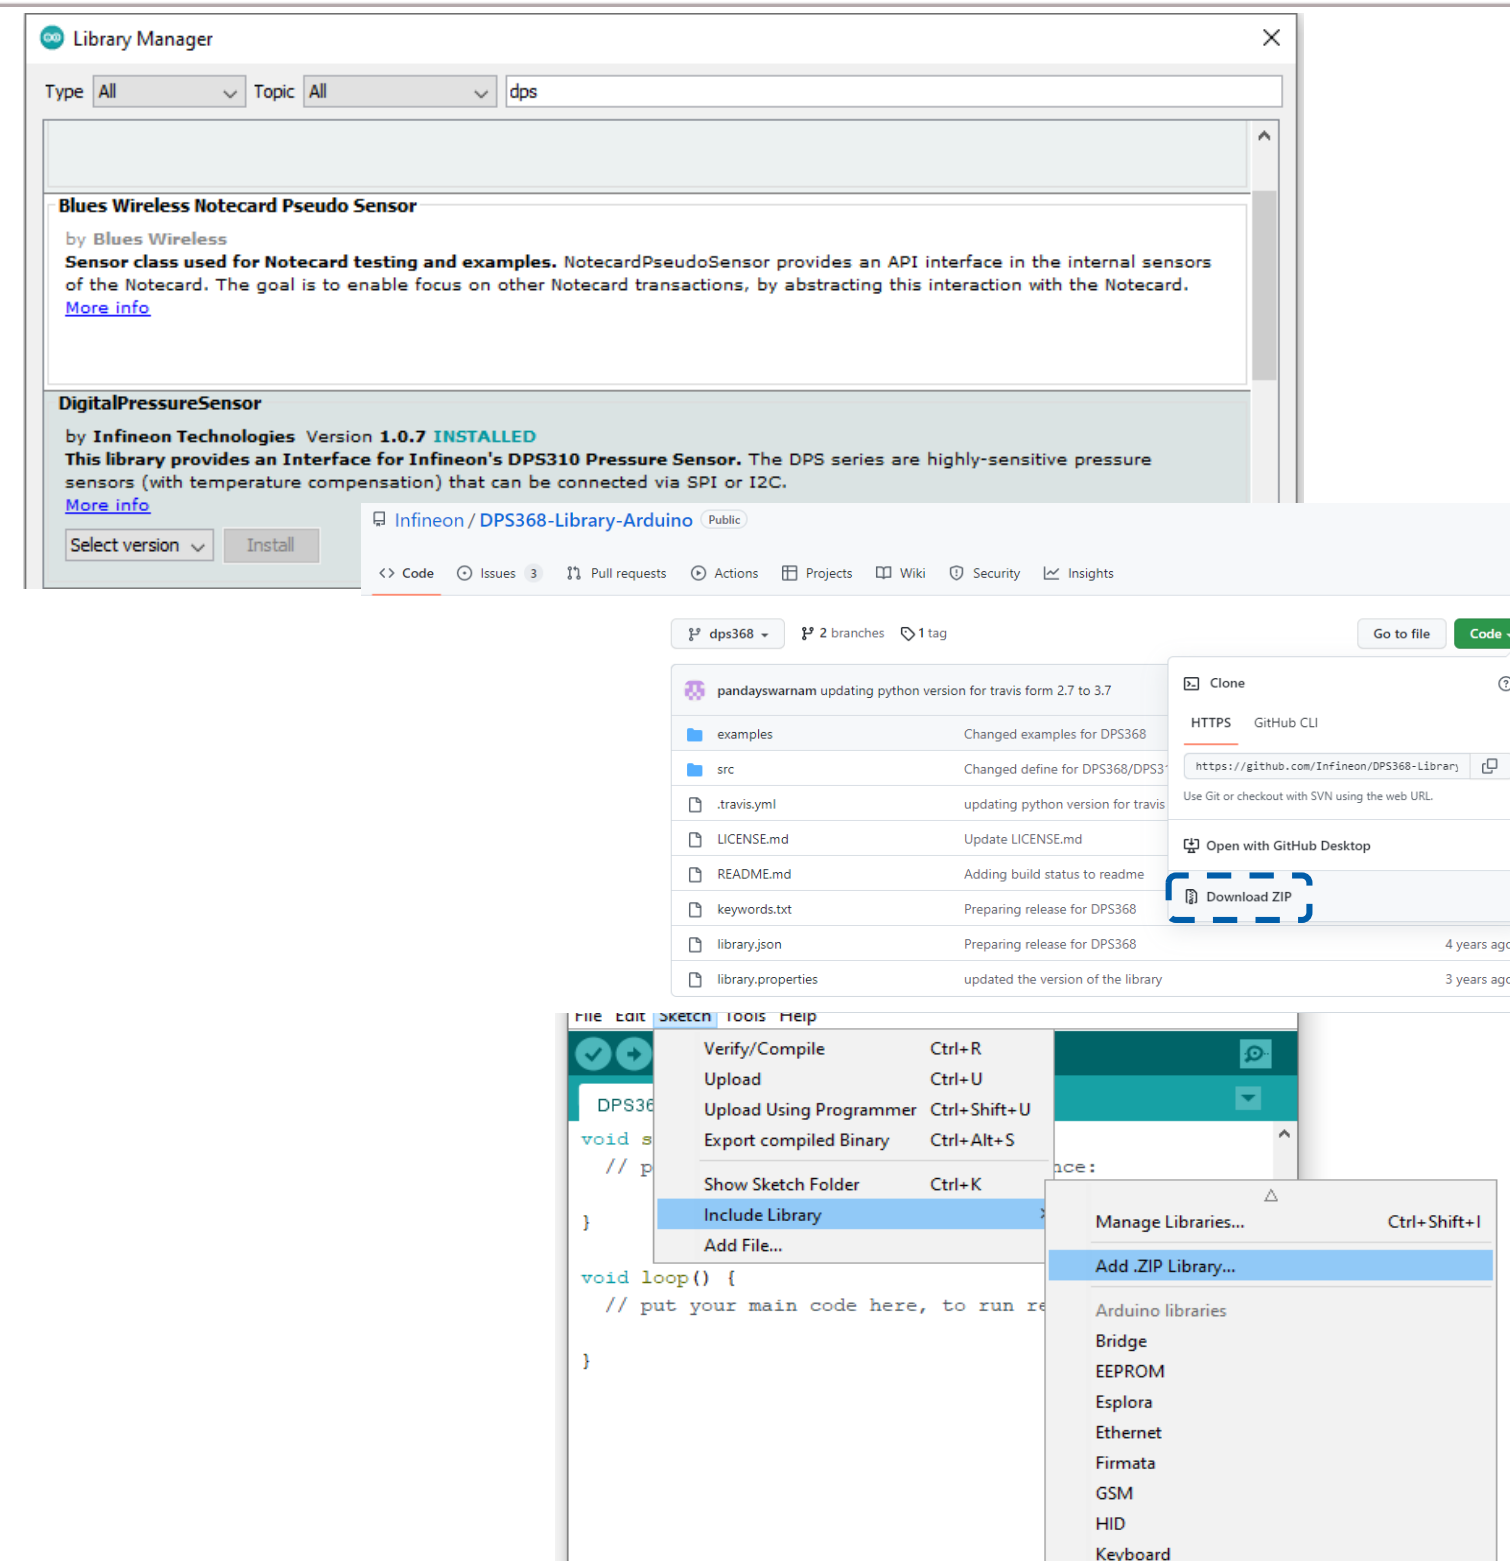 Library Manager
Type All Topic All dps
Blues Wireless Notecard Pseudo Sensor
by Blues Wireless
Sensor class used for Notecard testing and examples. NotecardPseudoSensor provides an API interface in the internal sensors
of the Notecard. The goal is to enable focus on other Notecard transactions, by abstracting this interaction with the Notecard.
More info
DigitalPressureSensor
by Infineon Technologies Version 1.0.7 INSTALLED
This library provides an Interface for Infineon's DPS310 Pressure Sensor. The DPS series are highly-sensitive pressure
sensors (with temperature compensation) that can be connected via SPI or I2C.
More info
Select version Install
Infineon / DPS368-Library-Arduino Public
<> Code Issues 3 Pull requests Actions Projects Wiki Security Insights
dps368 2 branches 1 tag Go to file Code
pandayswarnam updating python version for travis form 2.7 to 3.7
Clone
HTTPS GitHub CLI
https://github.com/Infineon/DPS368-Library
Use Git or checkout with SVN using the web URL.
Open with GitHub Desktop
Download ZIP
examples Changed examples for DPS368
src Changed define for DPS368/DPS31
.travis.yml updating python version for travis
LICENSE.md Update LICENSE.md
README.md Adding build status to readme
keywords.txt Preparing release for DPS368
library.json Preparing release for DPS368 4 years ago
library.properties updated the version of the library 3 years ago
File Edit Sketch Tools Help
Verify/Compile Ctrl+R
Upload Ctrl+U
Upload Using Programmer Ctrl+Shift+U
Export compiled Binary Ctrl+Alt+S
Show Sketch Folder Ctrl+K
Include Library
Add File...
DPS36
void s
// p nce:
}
void loop() {
// put your main code here, to run re
}
Manage Libraries... Ctrl+Shift+I
Add .ZIP Library...
Arduino libraries
Bridge
EEPROM
Esplora
Ethernet
Firmata
GSM
HID
Keyboard